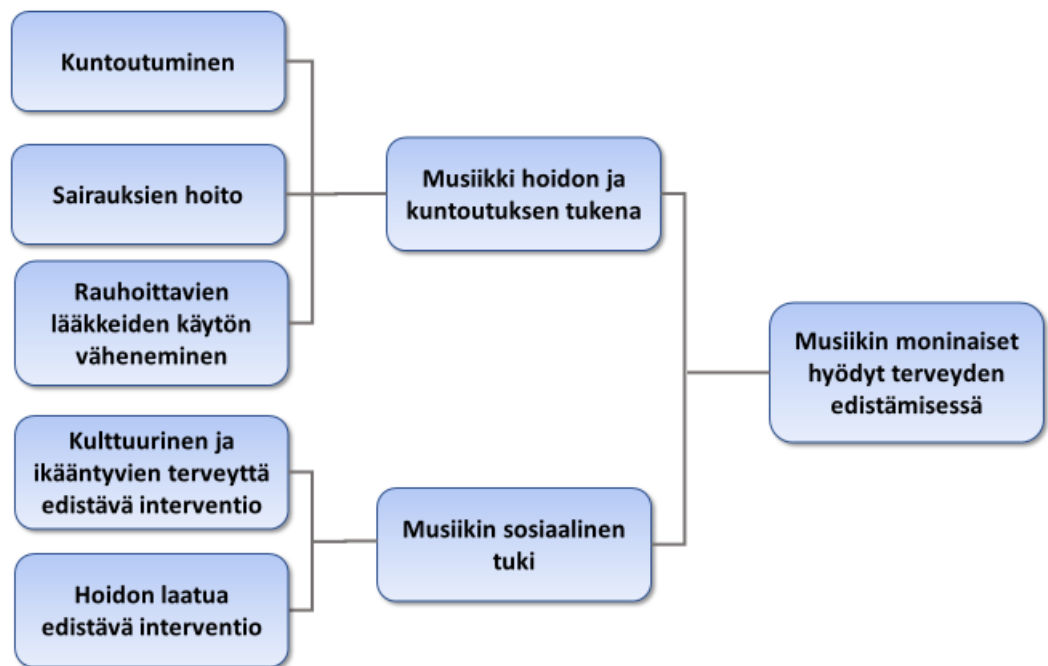 Kuntoutuminen
Sairauksien hoito
Rauhoittavien
lääkkeiden käytön
väheneminen
Kulttuurinen ja
ikääntyvien terveyttä
edistävä interventio
Hoidon laatua
edistävä interventio
Musiikki hoidon ja
kuntoutuksen tukena
Musiikin sosiaalinen
tuki
Musiikin moninaiset
hyödyt terveyden
edistämisessä